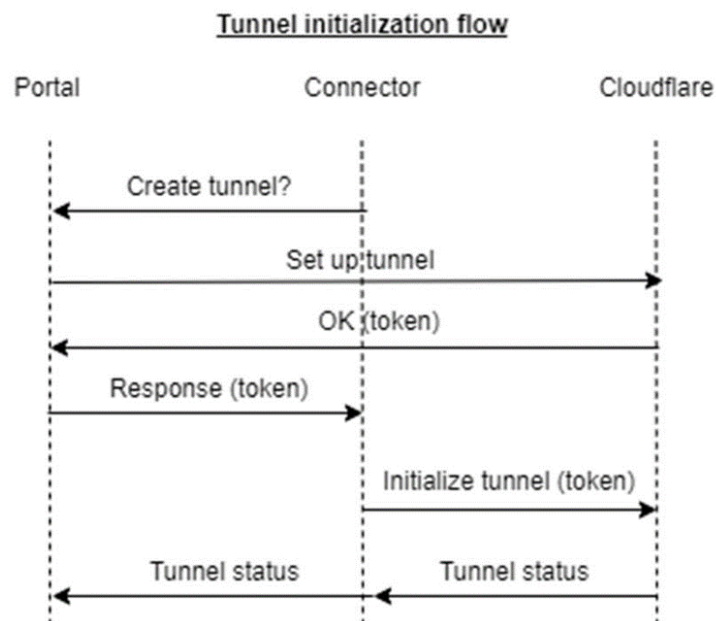 Tunnel initialization flow
Portal Connector Cloudflare
Create tunnel?
Set up tunnel
OK (token)
Response (token)
Initialize tunnel (token)
Tunnel status Tunnel status